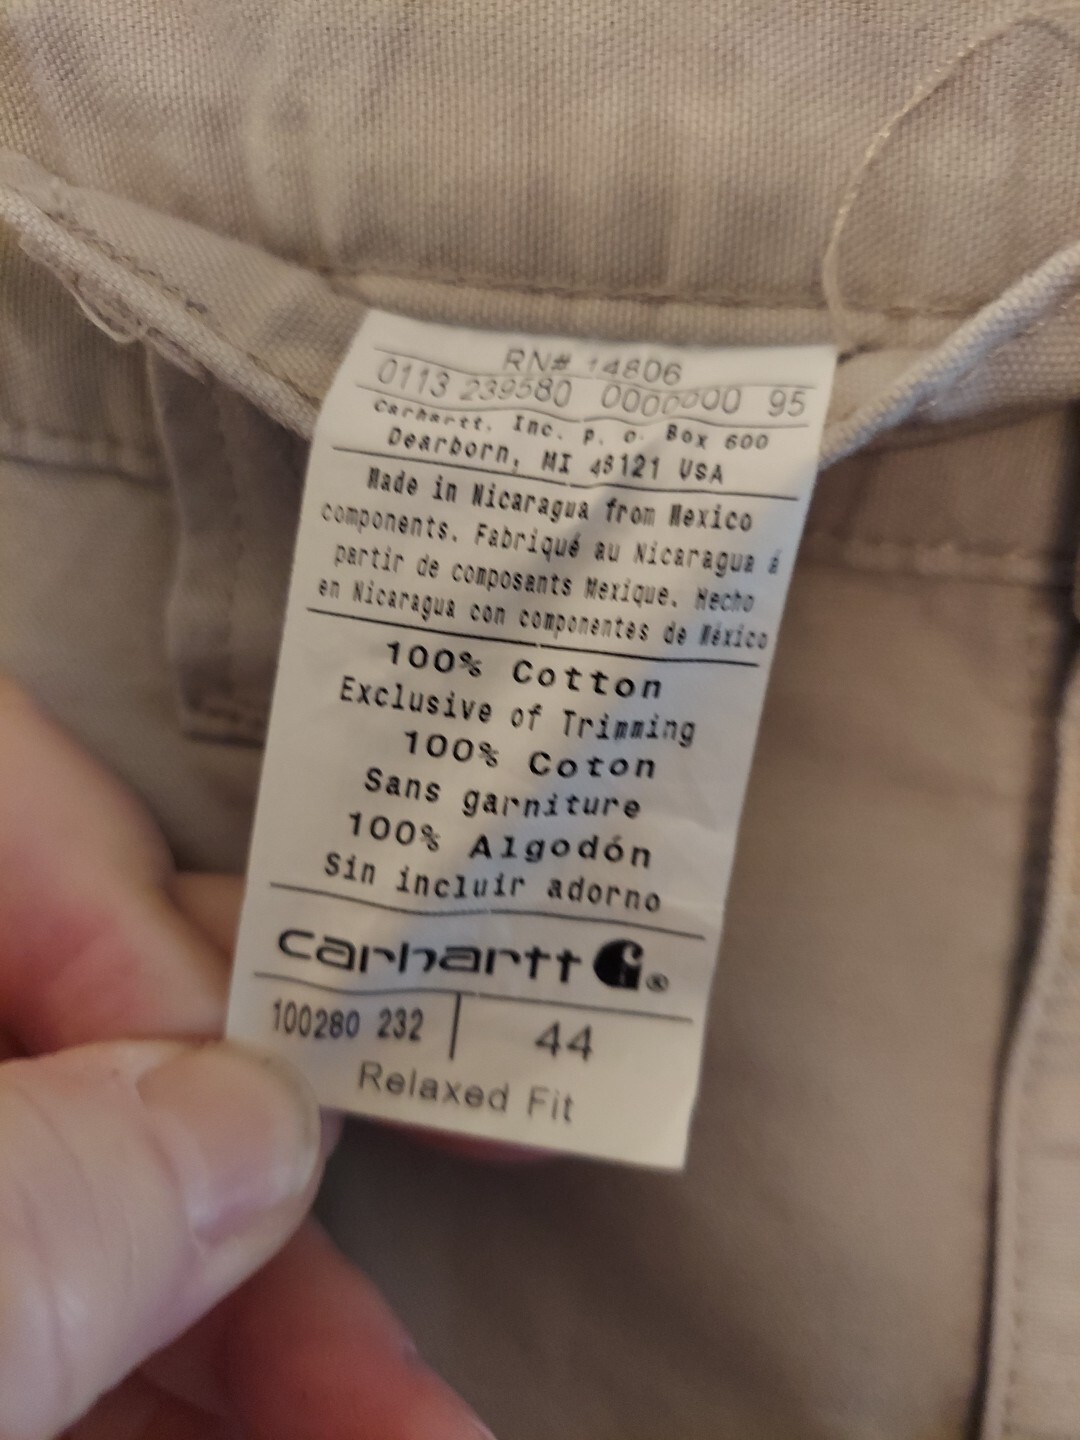 RN# 14806
0113 239580 0000000 95
Carhartt, Inc. P. O. Box 600
Dearborn, MI 48121 USA
Made in Nicaragua from Mexico
components. Fabriqué au Nicaragua á
partir de composants Mexique. Hecho
en Nicaragua con componentes de México
100% Cotton
Exclusive of Trimming
100% Coton
Sans garniture
100% Algodón
Sin incluir adorno
carhartt ®
100280 232 | 44
Relaxed Fit